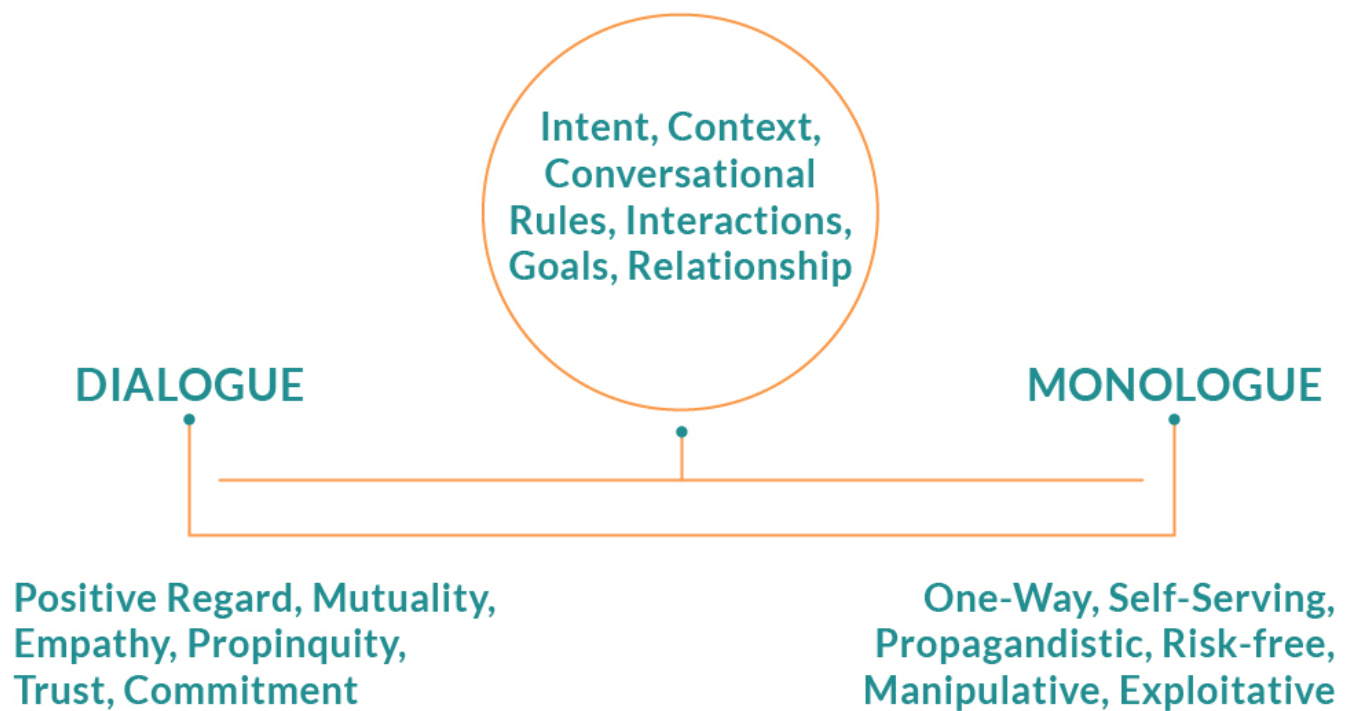 Intent, Context,
Conversational
Rules, Interactions,
Goals, Relationship
DIALOGUE
MONOLOGUE
Positive Regard, Mutuality,
Empathy, Propinquity,
Trust, Commitment
One-Way, Self-Serving,
Propagandistic, Risk-free,
Manipulative, Exploitative